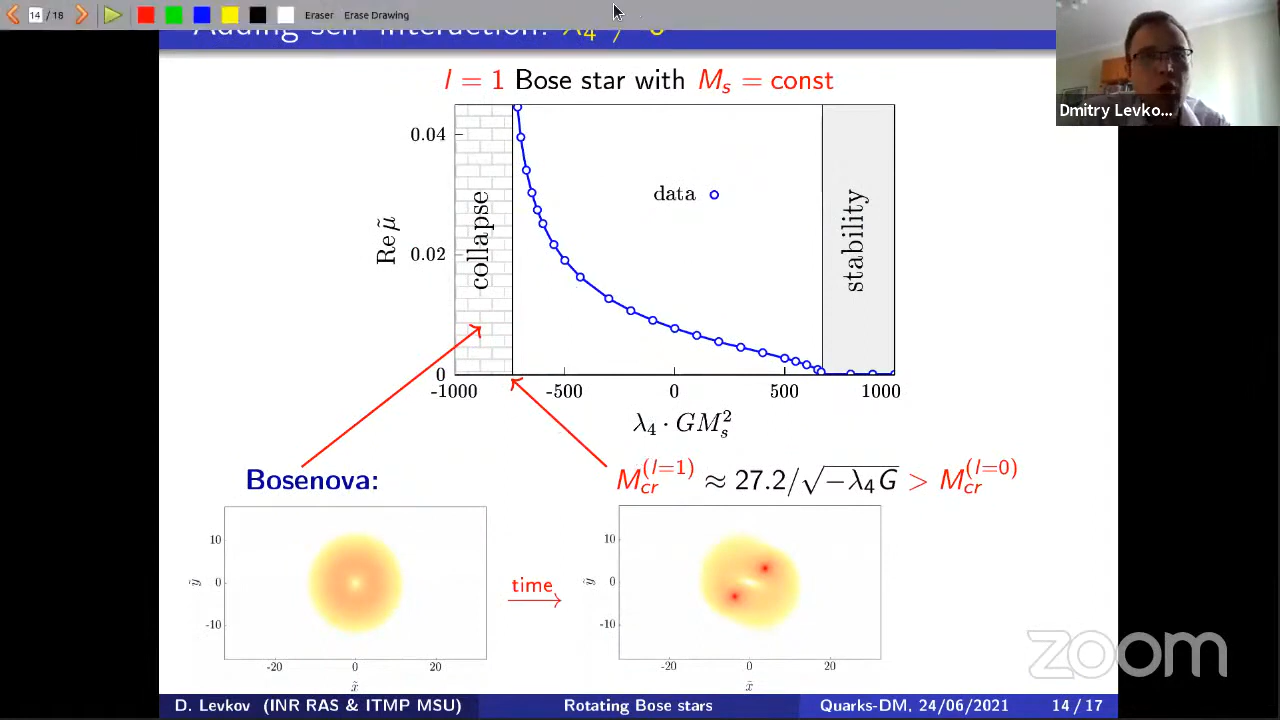 14 / 18 Eraser Erase Drawing
Adding self-interaction: λ₄ ≠ 0
l = 1 Bose star with Mₛ = const
Dmitry Levko...
0.04
0.02
0
Re μ̃
collapse
data
stability
-1000 -500 0 500 1000
λ₄ · GMₛ²
Bosenova:
M_cr^(l=1) ≈ 27.2/√(−λ₄G) > M_cr^(l=0)
10
0
-10
ỹ
-20 0 20
x̃
time
10
0
-10
ỹ
-20 0 20
x̃
zoom
D. Levkov (INR RAS & ITMP MSU) Rotating Bose stars Quarks-DM, 24/06/2021 14 / 17